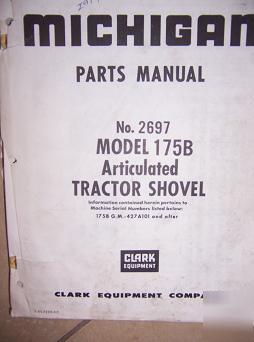 MICHIGAN
PARTS MANUAL
No. 2697
MODEL 175B
Articulated
TRACTOR SHOVEL
Information contained herein pertains to
Machine Serial Numbers listed below:
175B G.M.-427A101 and after
CLARK
EQUIPMENT
CLARK EQUIPMENT COMPA